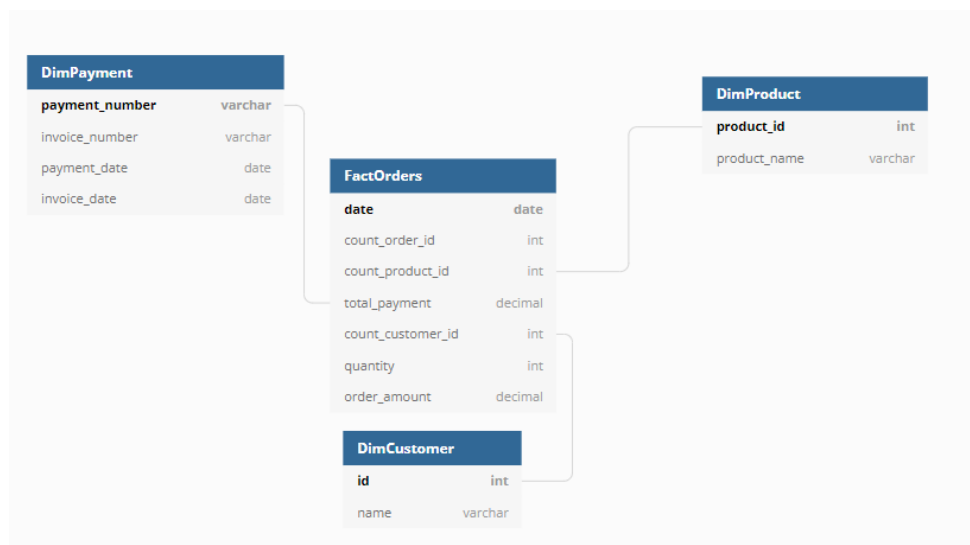 DimPayment
payment_number varchar
invoice_number varchar
payment_date date
invoice_date date
DimProduct
product_id int
product_name varchar
FactOrders
date date
count_order_id int
count_product_id int
total_payment decimal
count_customer_id int
quantity int
order_amount decimal
DimCustomer
id int
name varchar